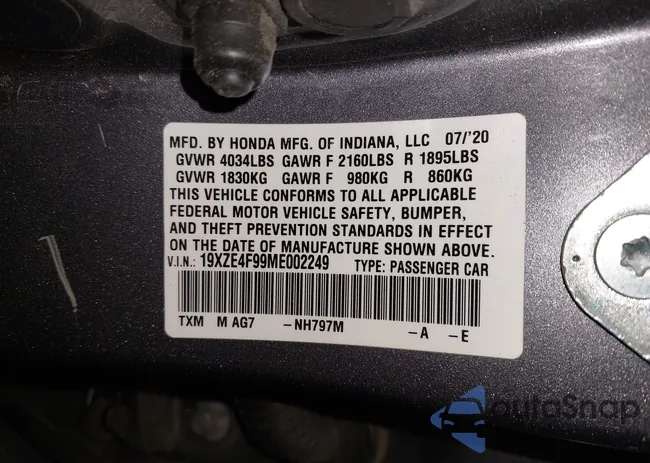 MFD. BY HONDA MFG. OF INDIANA, LLC 07/'20
GVWR 4034LBS GAWR F 2160LBS R 1895LBS
GVWR 1830KG GAWR F 980KG R 860KG
THIS VEHICLE CONFORMS TO ALL APPLICABLE
FEDERAL MOTOR VEHICLE SAFETY, BUMPER,
AND THEFT PREVENTION STANDARDS IN EFFECT
ON THE DATE OF MANUFACTURE SHOWN ABOVE.
V.I.N.: 19XZE4F99ME002249 TYPE: PASSENGER CAR
TXM M AG7 -NH797M -A -E
autoSnap